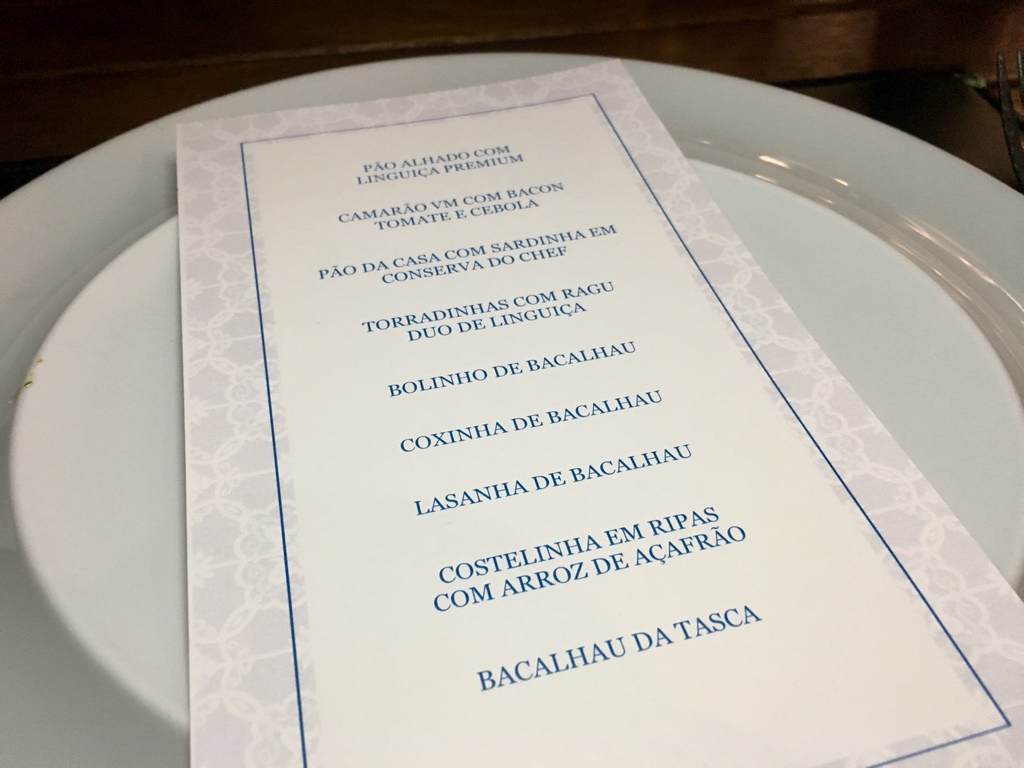 PÃO ALHADO COM
LINGUIÇA PREMIUM
CAMARÃO VM COM BACON
TOMATE E CEBOLA
PÃO DA CASA COM SARDINHA EM
CONSERVA DO CHEF
TORRADINHAS COM RAGU
DUO DE LINGUIÇA
BOLINHO DE BACALHAU
COXINHA DE BACALHAU
LASANHA DE BACALHAU
COSTELINHA EM RIPAS
COM ARROZ DE AÇAFRÃO
BACALHAU DA TASCA